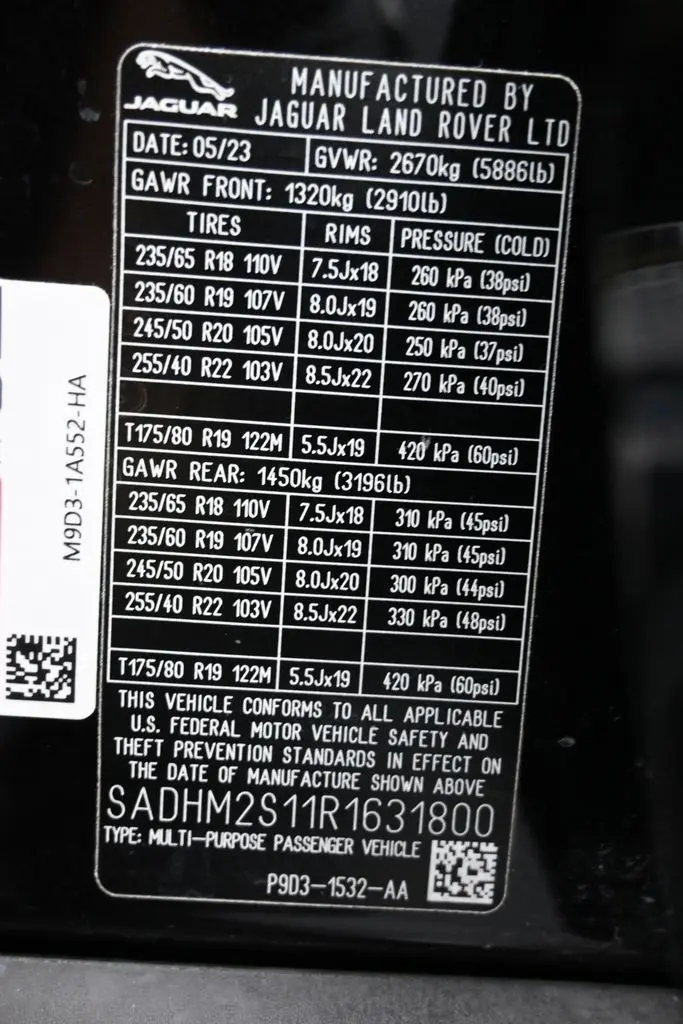 JAGUAR
MANUFACTURED BY
JAGUAR LAND ROVER LTD
DATE: 05/23 GVWR: 2670kg (5886lb)
GAWR FRONT: 1320kg (2910lb)
TIRES RIMS PRESSURE (COLD)
235/65 R18 110V 7.5Jx18 260 kPa (38psi)
235/60 R19 107V 8.0Jx19 260 kPa (38psi)
245/50 R20 105V 8.0Jx20 250 kPa (37psi)
255/40 R22 103V 8.5Jx22 270 kPa (40psi)
T175/80 R19 122M 5.5Jx19 420 kPa (60psi)
GAWR REAR: 1450kg (3196lb)
235/65 R18 110V 7.5Jx18 310 kPa (45psi)
235/60 R19 107V 8.0Jx19 310 kPa (45psi)
245/50 R20 105V 8.0Jx20 300 kPa (44psi)
255/40 R22 103V 8.5Jx22 330 kPa (48psi)
T175/80 R19 122M 5.5Jx19 420 kPa (60psi)
THIS VEHICLE CONFORMS TO ALL APPLICABLE
U.S. FEDERAL MOTOR VEHICLE SAFETY AND
THEFT PREVENTION STANDARDS IN EFFECT ON
THE DATE OF MANUFACTURE SHOWN ABOVE
SADHM2S11R1631800
TYPE: MULTI-PURPOSE PASSENGER VEHICLE
P9D3-1532-AA
M9D3-1A552-HA